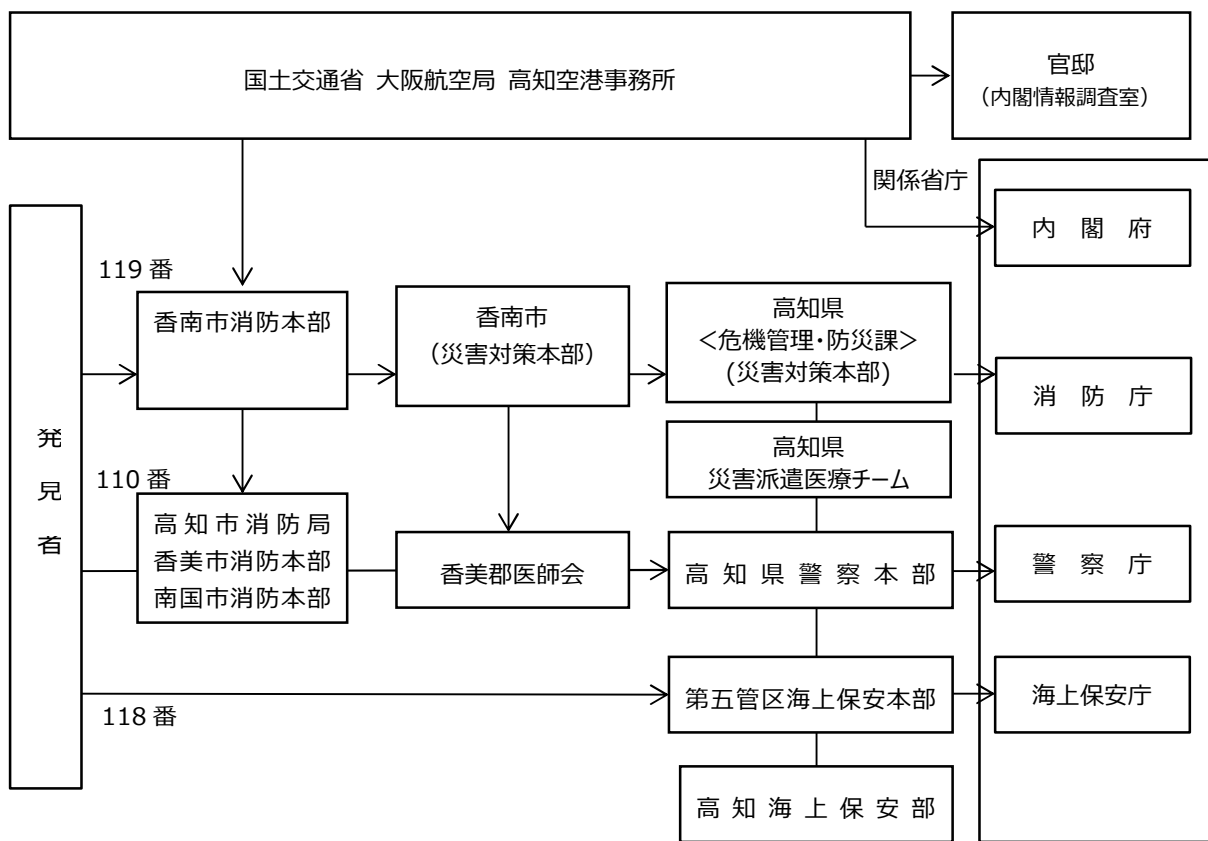 国土交通省 大阪航空局 高知空港事務所
官邸
（内閣情報調査室）
関係省庁
内 閣 府
119 番
香南市消防本部
香南市
（災害対策本部）
高知県
＜危機管理・防災課＞
(災害対策本部)
消 防 庁
発見者
高知県
災害派遣医療チーム
110 番
高知市消防局
香美市消防本部
南国市消防本部
香美郡医師会
高知県警察本部
警 察 庁
118 番
第五管区海上保安本部
海上保安庁
高知海上保安部